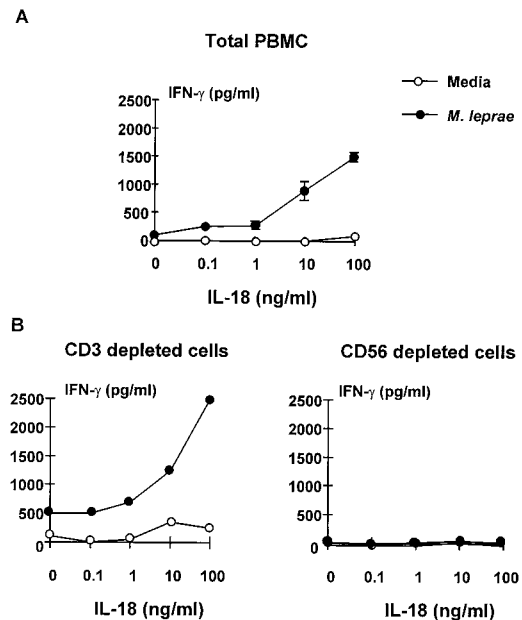 A
Total PBMC
IFN-γ (pg/ml)
Media
M. leprae
2500
2000
1500
1000
500
0
0 0.1 1 10 100
IL-18 (ng/ml)
B
CD3 depleted cells
IFN-γ (pg/ml)
2500
2000
1500
1000
500
0
0 0.1 1 10 100
IL-18 (ng/ml)
CD56 depleted cells
IFN-γ (pg/ml)
2500
2000
1500
1000
500
0
0 0.1 1 10 100
IL-18 (ng/ml)